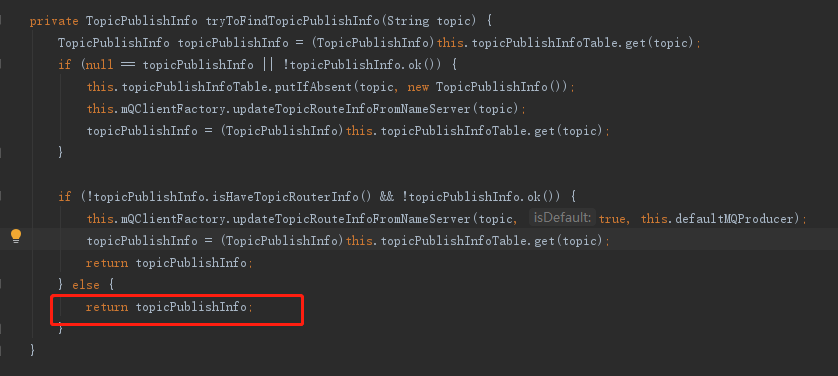 private TopicPublishInfo tryToFindTopicPublishInfo(String topic) {
TopicPublishInfo topicPublishInfo = (TopicPublishInfo)this.topicPublishInfoTable.get(topic);
if (null == topicPublishInfo || !topicPublishInfo.ok()) {
this.topicPublishInfoTable.putIfAbsent(topic, new TopicPublishInfo());
this.mQClientFactory.updateTopicRouteInfoFromNameServer(topic);
topicPublishInfo = (TopicPublishInfo)this.topicPublishInfoTable.get(topic);
}
if (!topicPublishInfo.isHaveTopicRouterInfo() && !topicPublishInfo.ok()) {
this.mQClientFactory.updateTopicRouteInfoFromNameServer(topic, isDefault: true, this.defaultMQProducer);
topicPublishInfo = (TopicPublishInfo)this.topicPublishInfoTable.get(topic);
return topicPublishInfo;
} else {
return topicPublishInfo;
}
}